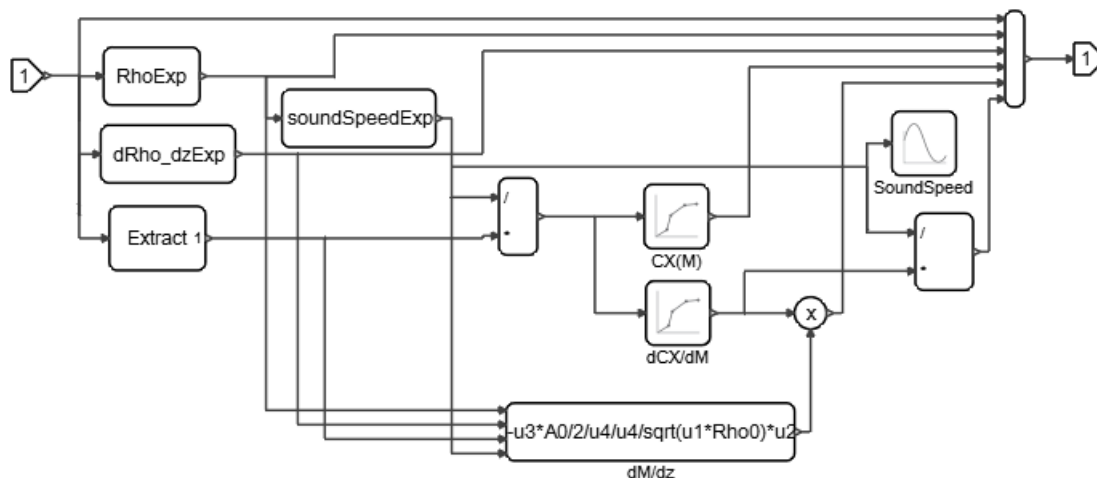 1
RhoExp
1
soundSpeedExp
dRho_dzExp
SoundSpeed
/
*
Extract 1
/
*
CX(M)
x
dCX/dM
-u3*A0/2/u4/u4/sqrt(u1*Rho0)*u2
dM/dz